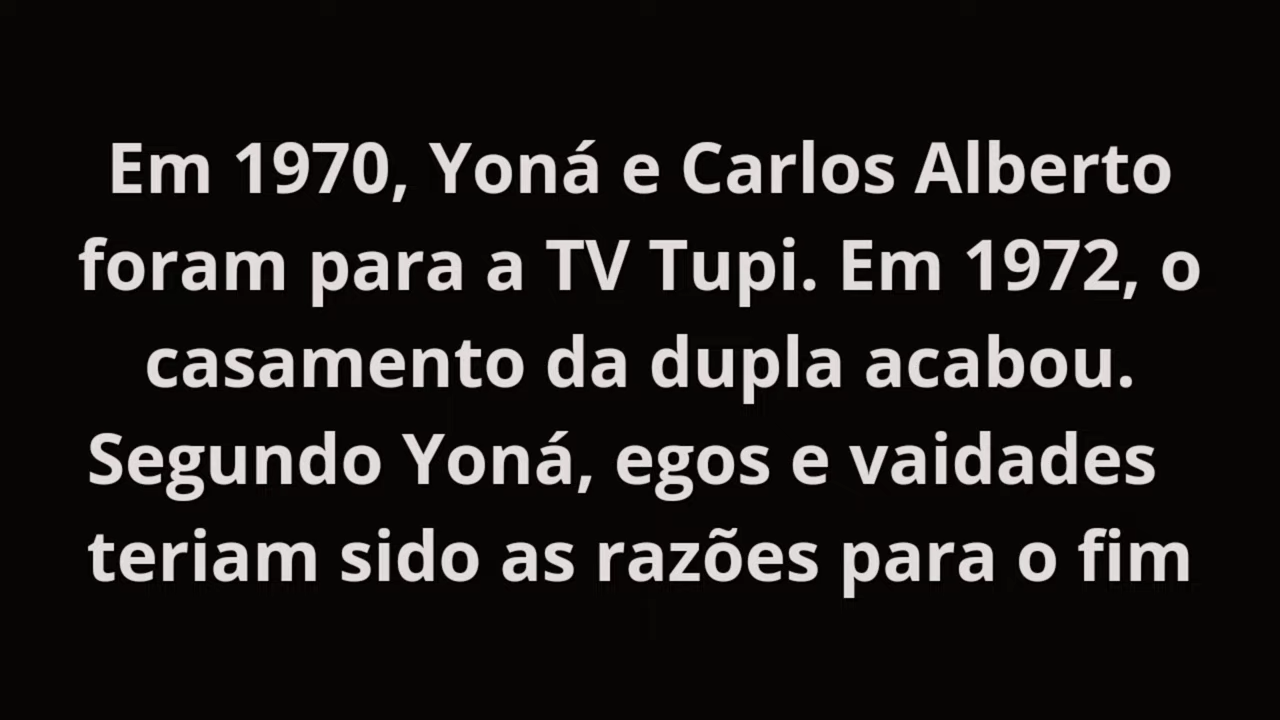 Em 1970, Yoná e Carlos Alberto
foram para a TV Tupi. Em 1972, o
casamento da dupla acabou.
Segundo Yoná, egos e vaidades
teriam sido as razões para o fim